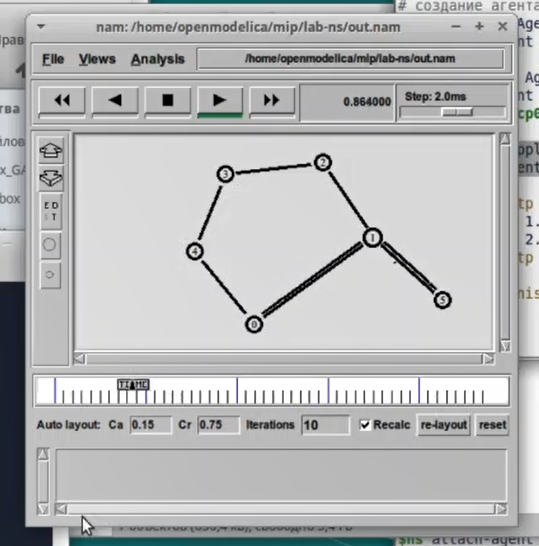 # создание агента
nam: /home/openmodelica/mip/lab-ns/out.nam
File Views Analysis /home/openmodelica/mip/lab-ns/out.nam
0.864000 Step: 2.0ms
3
2
E D
S T
1
4
5
0
TIME
Auto layout: Ca 0.15 Cr 0.75 Iterations 10 Recalc re-layout reset
$ns attach-agent